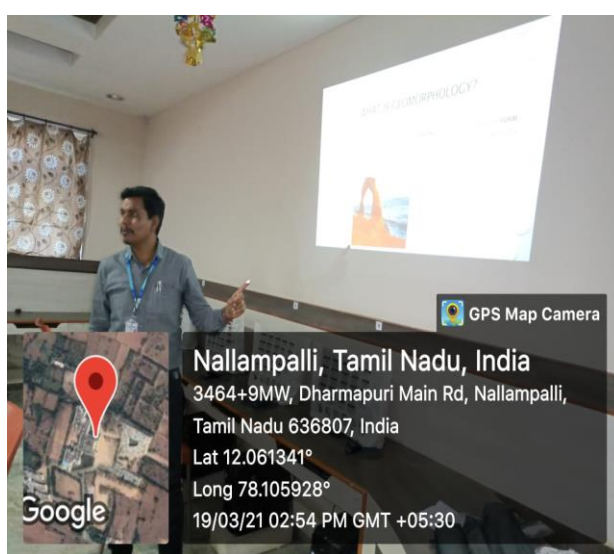 WHAT IS GEOMORPHOLOGY?
GPS Map Camera
Nallampalli, Tamil Nadu, India
3464+9MW, Dharmapuri Main Rd, Nallampalli,
Tamil Nadu 636807, India
Lat 12.061341°
Long 78.105928°
19/03/21 02:54 PM GMT +05:30
Google